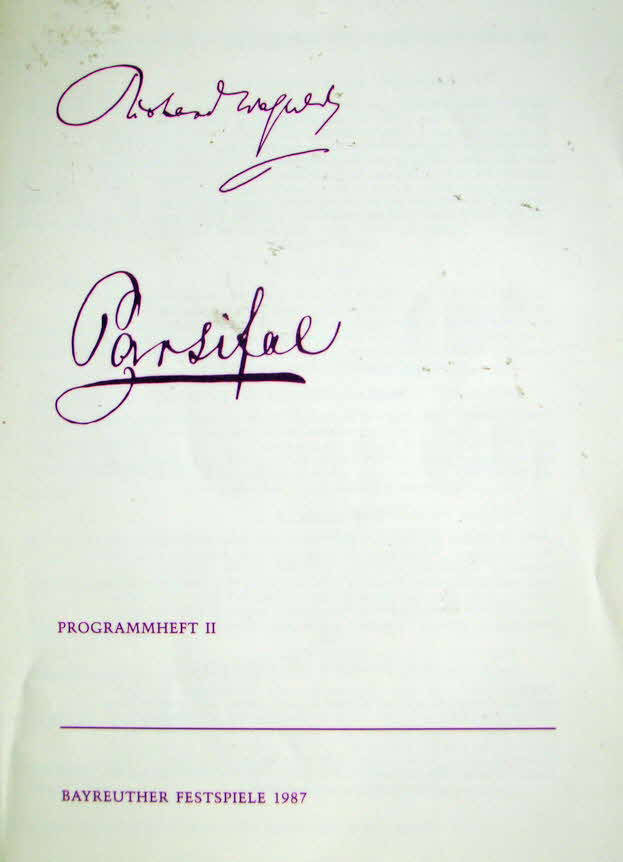 Richard Wagner
Parsifal
PROGRAMMHEFT II
BAYREUTHER FESTSPIELE 1987